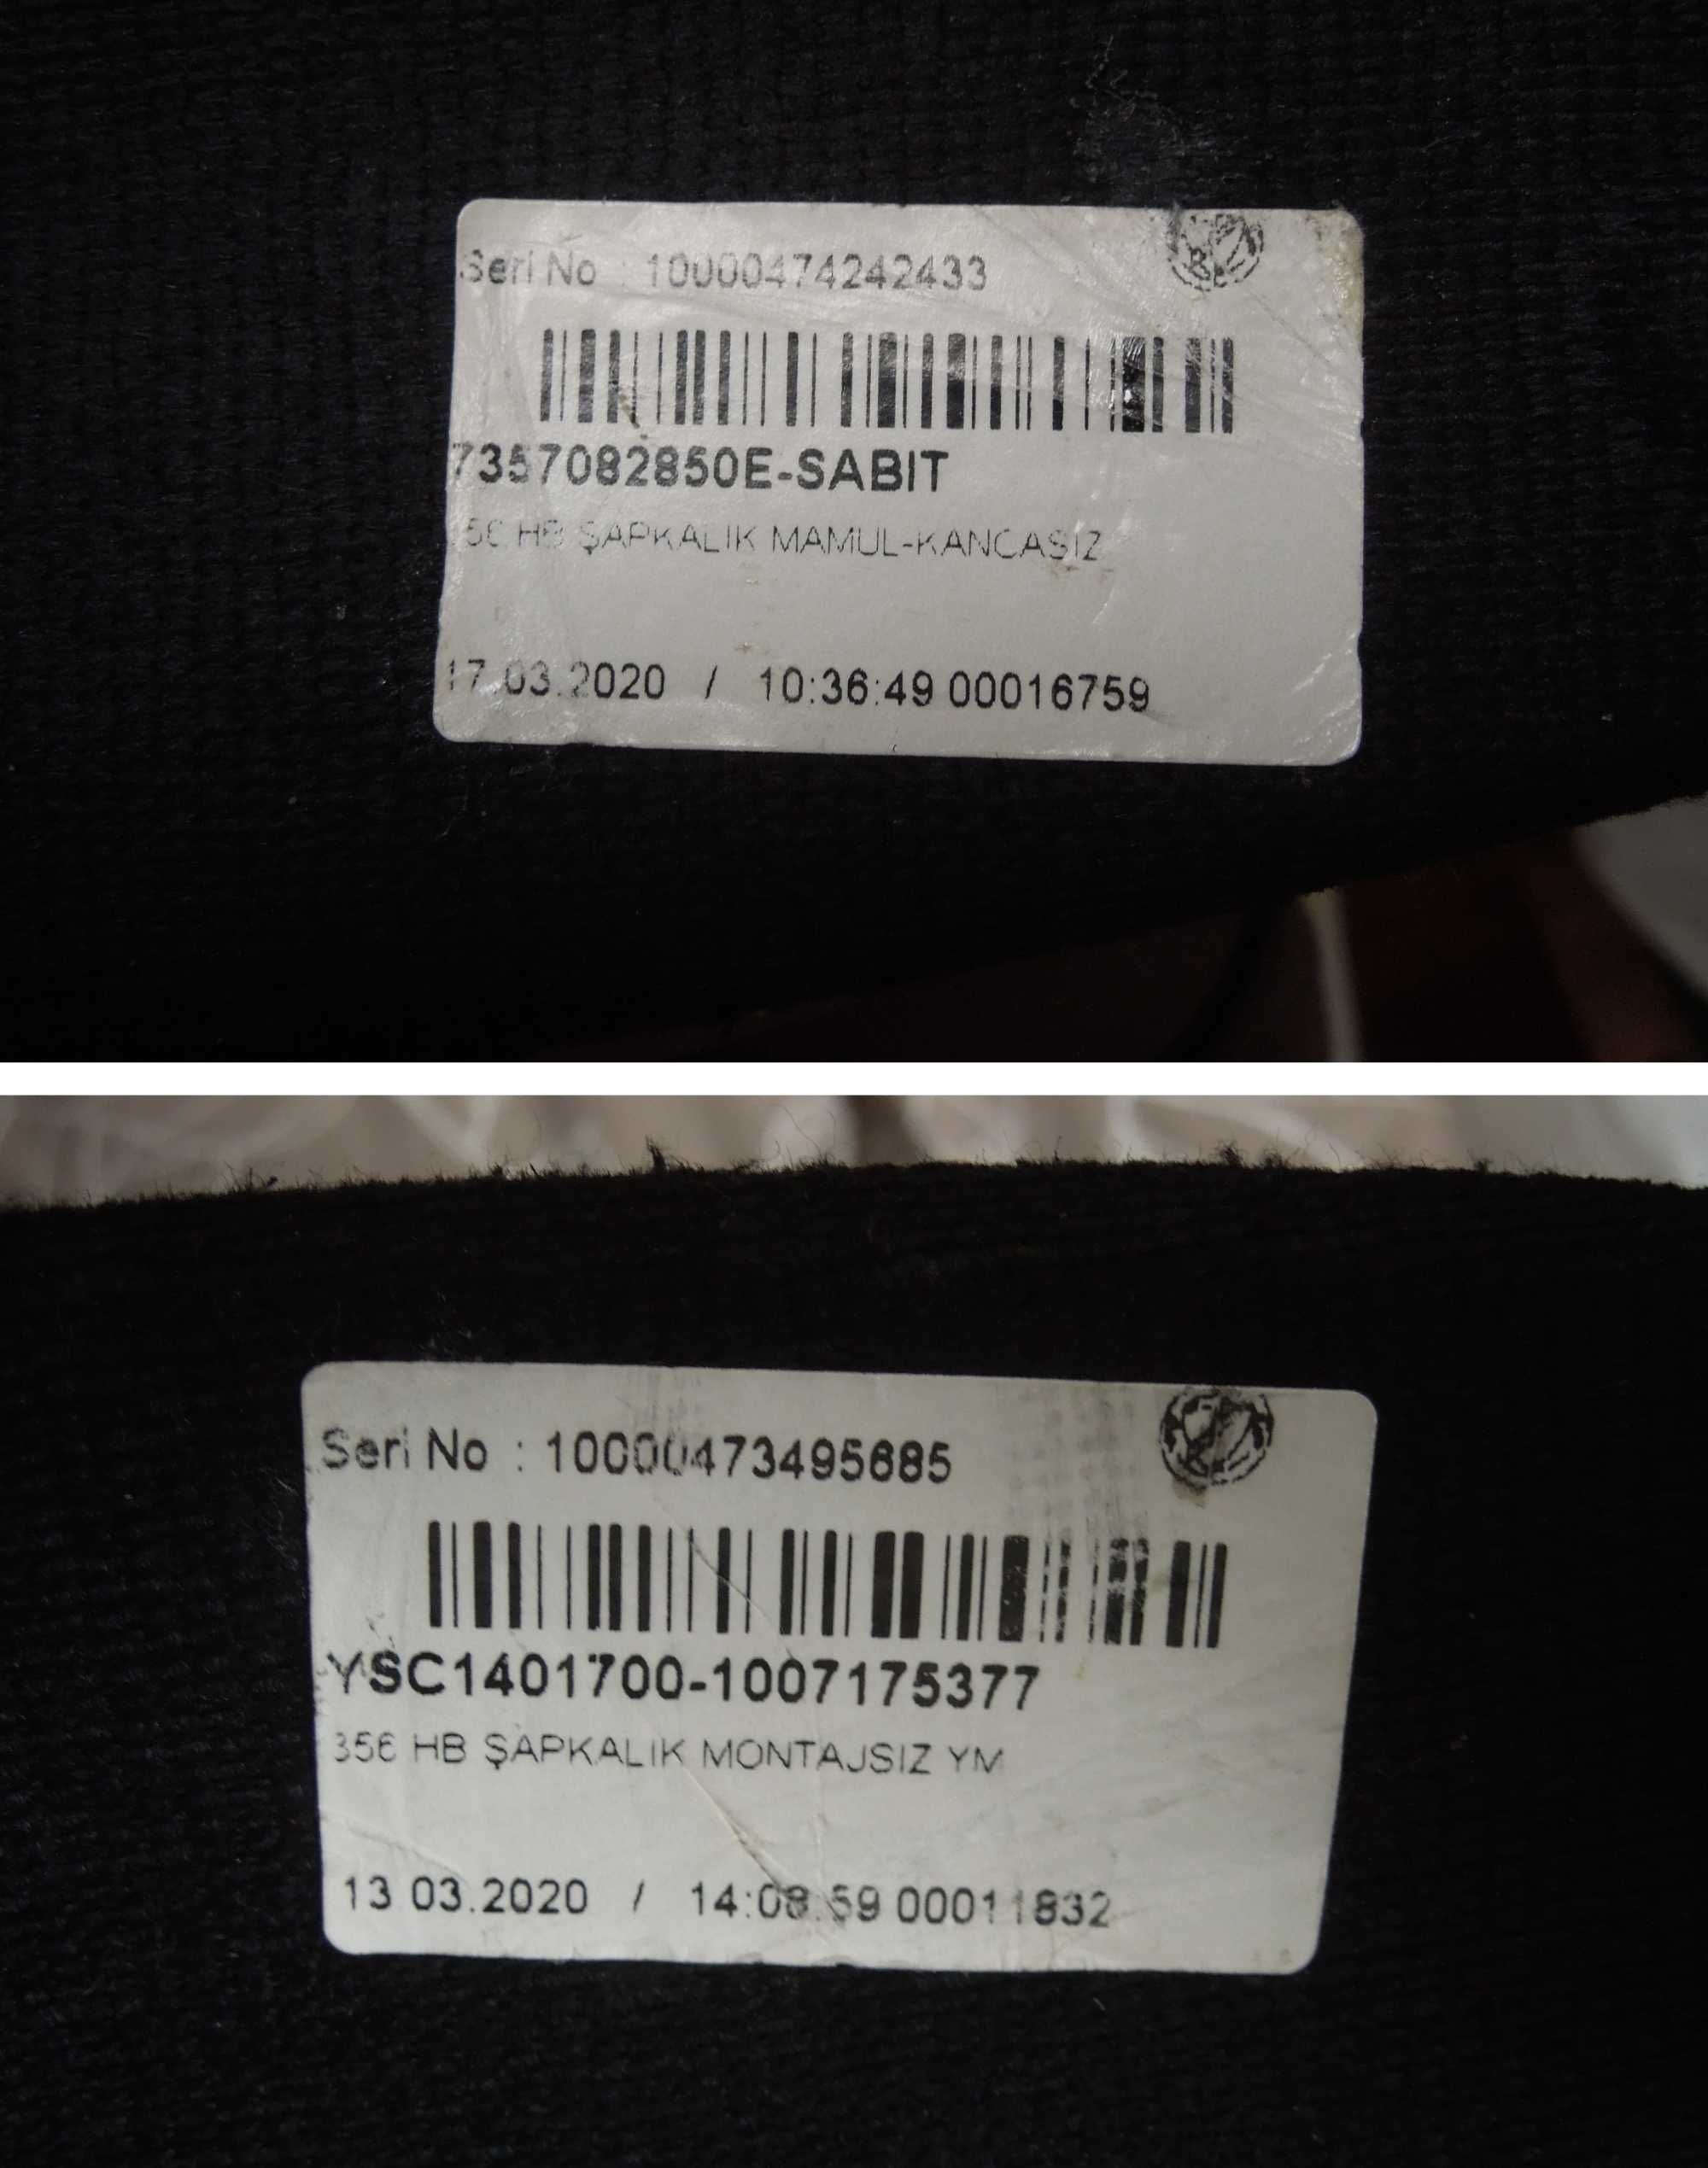 Seri No : 10000474242433
7357082850E-SABIT
56 HB ŞAPKALIK MAMUL-KANCASIZ
17.03.2020 / 10:36:49 00016759
Seri No : 10000473495685
YSC1401700-1007175377
356 HB ŞAPKALIK MONTAJSIZ YM
13 03.2020 / 14:08:59 00011832